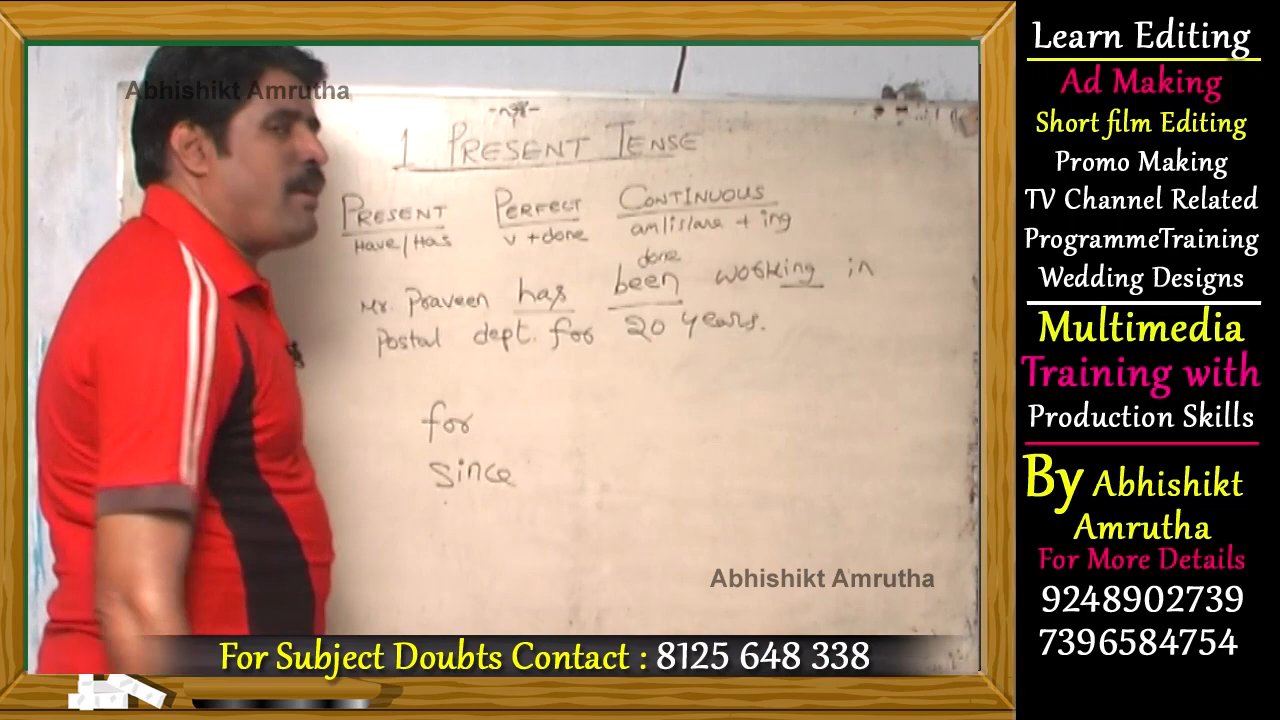 Abhishikt Amrutha
1 PRESENT TENSE
PRESENT PERFECT CONTINUOUS
Have/Has v+done am/is/are + ing
done
Mr. Praveen has been working in
Postal dept. for 20 years.
for
since
Abhishikt Amrutha
For Subject Doubts Contact : 8125 648 338
Learn Editing
Ad Making
Short film Editing
Promo Making
TV Channel Related
ProgrammeTraining
Wedding Designs
Multimedia
Training with
Production Skills
By Abhishikt
Amrutha
For More Details
9248902739
7396584754